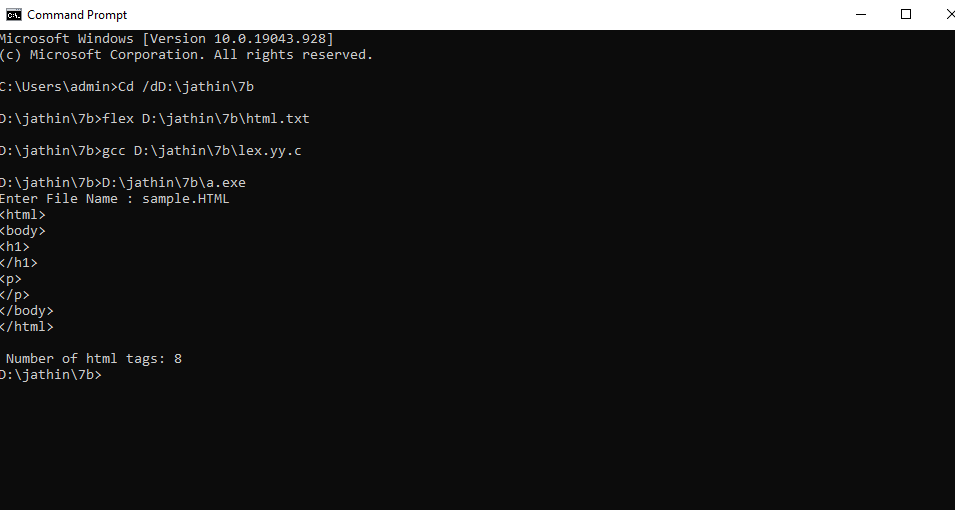 Command Prompt
Microsoft Windows [Version 10.0.19043.928]
(c) Microsoft Corporation. All rights reserved.
C:\Users\admin>Cd /dD:\jathin\7b
D:\jathin\7b>flex D:\jathin\7b\html.txt
D:\jathin\7b>gcc D:\jathin\7b\lex.yy.c
D:\jathin\7b>D:\jathin\7b\a.exe
Enter File Name : sample.HTML
<html>
<body>
<h1>
</h1>
<p>
</p>
</body>
</html>
Number of html tags: 8
D:\jathin\7b>